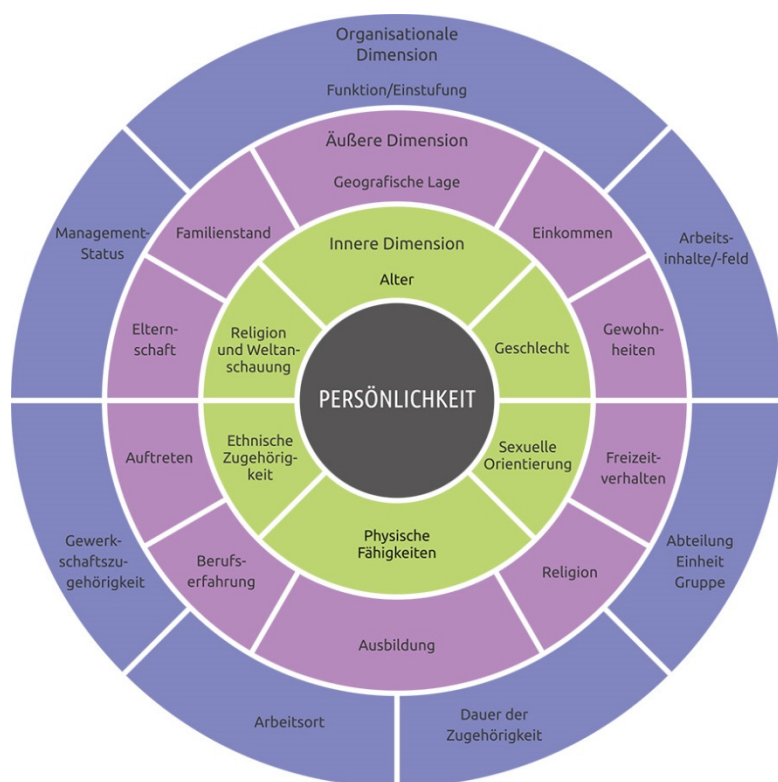 Organisationale
Dimension
Funktion/Einstufung
Äußere Dimension
Geografische Lage
Management-
Status
Familienstand
Innere Dimension
Alter
Einkommen
Arbeits-
inhalte/-feld
Eltern-
schaft
Religion
und Weltan-
schauung
Geschlecht
Gewohn-
heiten
PERSÖNLICHKEIT
Auftreten
Ethnische
Zugehörig-
keit
Sexuelle
Orientierung
Freizeit-
verhalten
Gewerk-
schaftszu-
gehörigkeit
Berufs-
erfahrung
Physische
Fähigkeiten
Religion
Abteilung
Einheit
Gruppe
Ausbildung
Arbeitsort
Dauer der
Zugehörigkeit